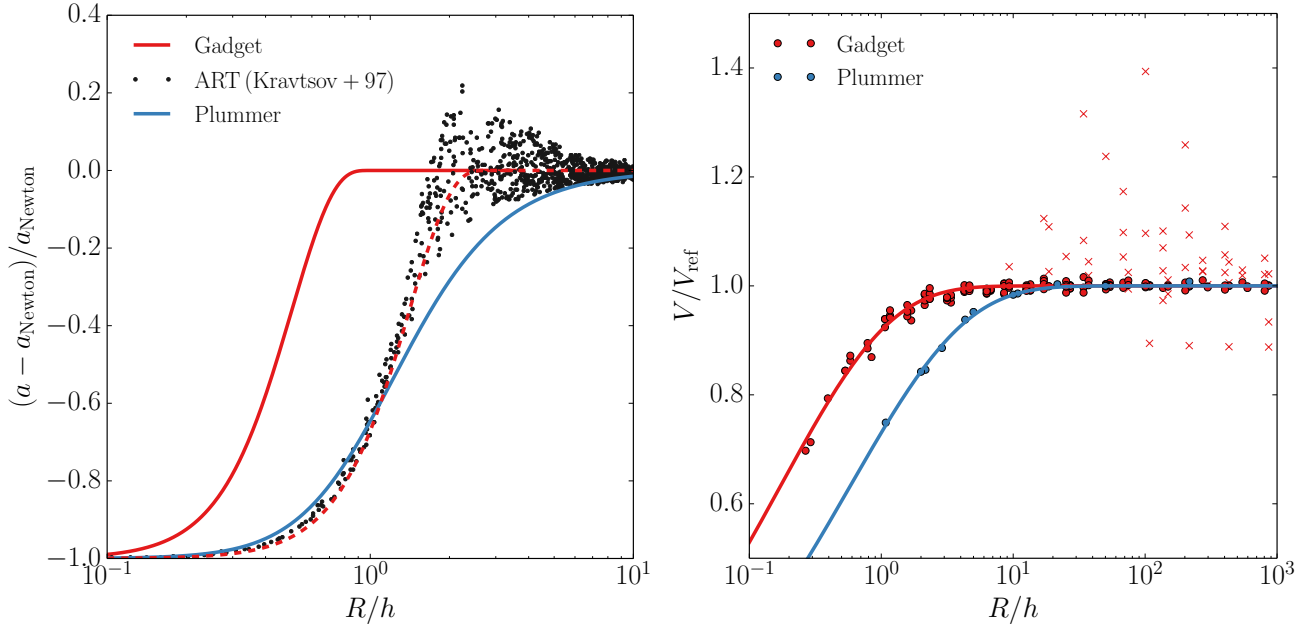 0.4
0.2
0.0
−0.2
−0.4
−0.6
−0.8
−1.0
(a − a_Newton)/a_Newton
Gadget
ART (Kravtsov + 97)
Plummer
10^−1
10^0
10^1
R/h
1.4
1.2
1.0
0.8
0.6
V/V_ref
Gadget
Plummer
10^−1
10^0
10^1
10^2
10^3
R/h